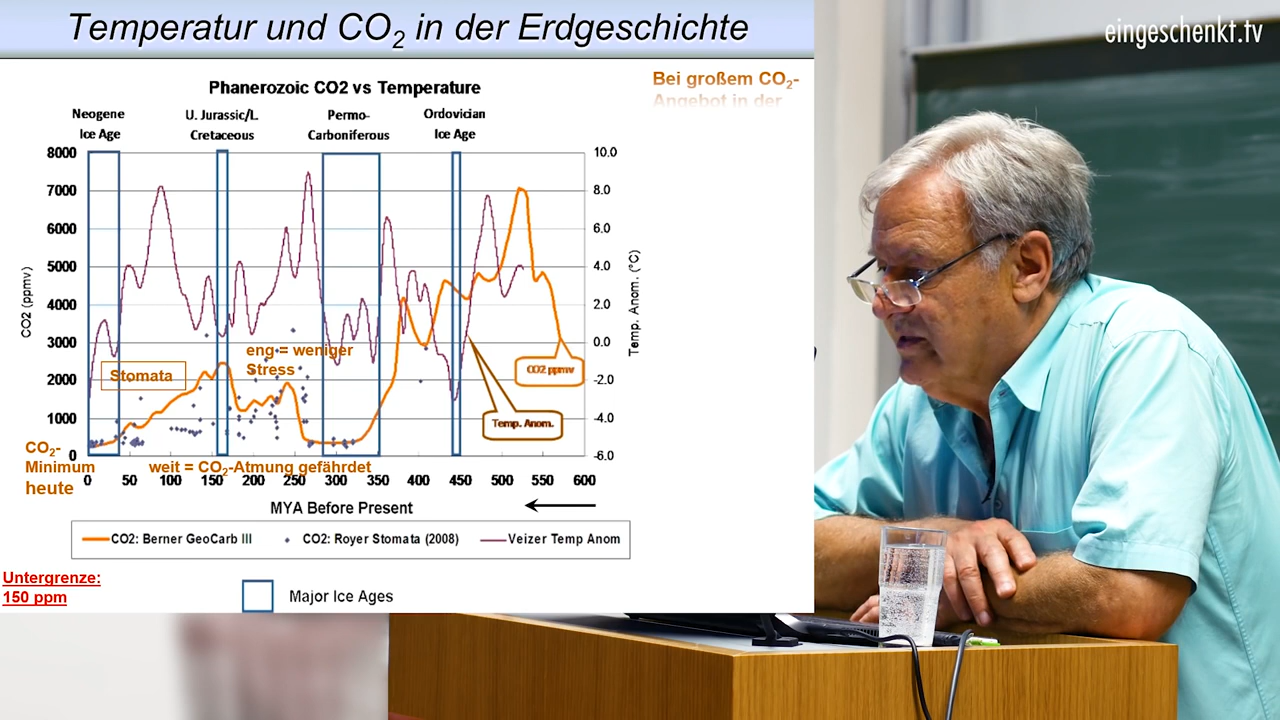 Temperatur und CO2 in der Erdgeschichte
eingeschenkt.tv
Bei großem CO2-
Angebot in der
Phanerozoic CO2 vs Temperature
Neogene
Ice Age
U. Jurassic/L.
Cretaceous
Permo-
Carboniferous
Ordovician
Ice Age
8000
7000
6000
5000
4000
3000
2000
1000
0
CO2 (ppmv)
10.0
8.0
6.0
4.0
2.0
0.0
-2.0
-4.0
-6.0
Temp. Anom. (°C)
eng = weniger
Stress
Stomata
CO2 ppmv
Temp. Anom.
CO2-
Minimum
heute
weit = CO2-Atmung gefährdet
0 50 100 150 200 250 300 350 400 450 500 550 600
MYA Before Present
CO2: Berner GeoCarb III CO2: Royer Stomata (2008) Veizer Temp Anom
Untergrenze:
150 ppm
Major Ice Ages